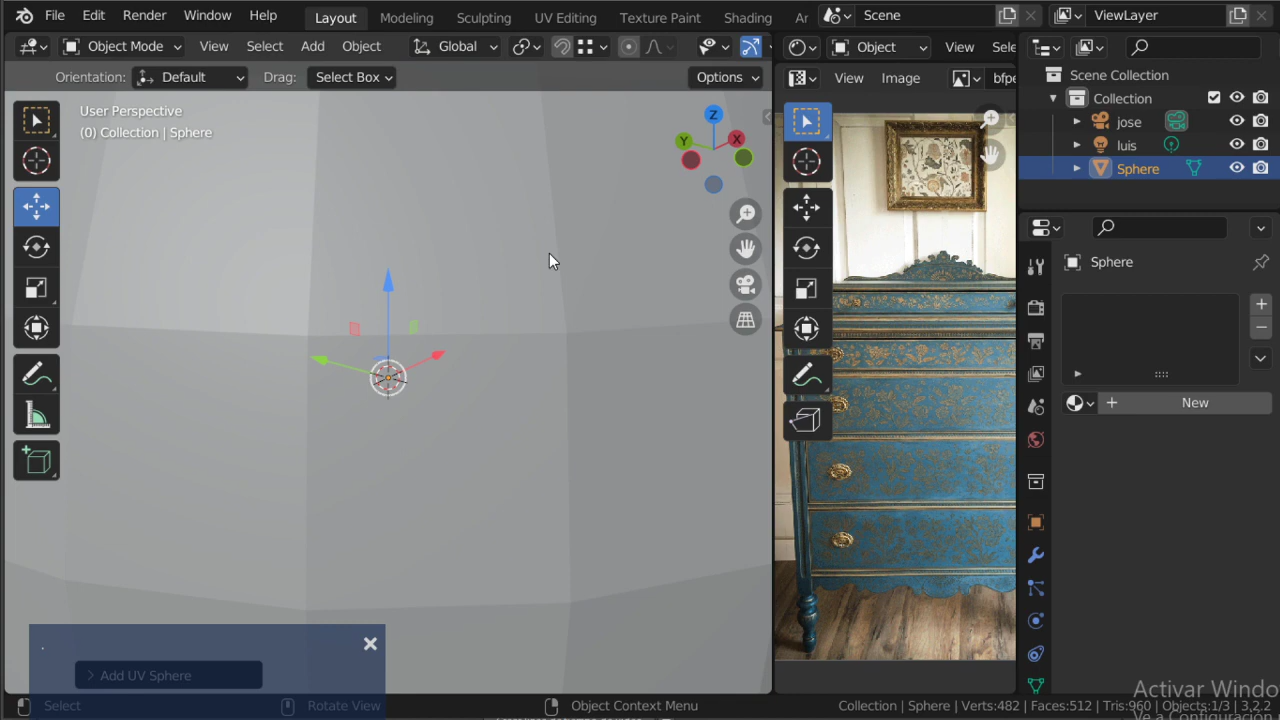 File Edit Render Window Help Layout Modeling Sculpting UV Editing Texture Paint Shading Scene ViewLayer
Object Mode View Select Add Object Global Object View
Orientation: Default Drag: Select Box Options View Image
User Perspective
(0) Collection | Sphere
Z
Y
X
Scene Collection
Collection
jose
luis
Sphere
Sphere
New
Add UV Sphere
Select Rotate View Object Context Menu Collection | Sphere | Verts:482 | Faces:512 | Tris:960 | Objects:1/3 | 3.2.2
Activar Windo